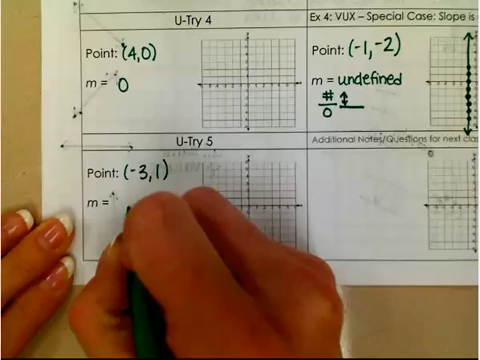 U-Try 4
Point: (4,0)
m = 0
Ex 4: VUX – Special Case: Slope is
Point: (-1,-2)
m = undefined
#
0
U-Try 5
Point: (-3,1)
m =
Additional Notes/Questions for next clas